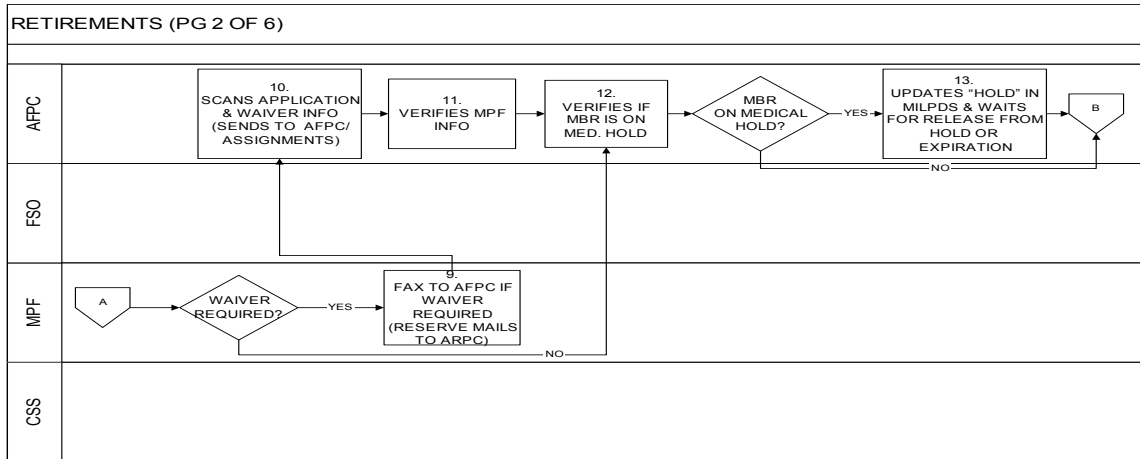 RETIREMENTS (PG 2 OF 6)
AFPC
10.
SCANS APPLICATION
& WAIVER INFO
(SENDS TO AFPC/
ASSIGNMENTS)
11.
VERIFIES MPF
INFO
12.
VERIFIES IF
MBR IS ON
MED. HOLD
MBR
ON MEDICAL
HOLD?
YES
13.
UPDATES “HOLD” IN
MILPDS & WAITS
FOR RELEASE FROM
HOLD OR
EXPIRATION
B
NO
FSO
MPF
A
WAIVER
REQUIRED?
YES
9.
FAX TO AFPC IF
WAIVER
REQUIRED
(RESERVE MAILS
TO ARPC)
NO
CSS